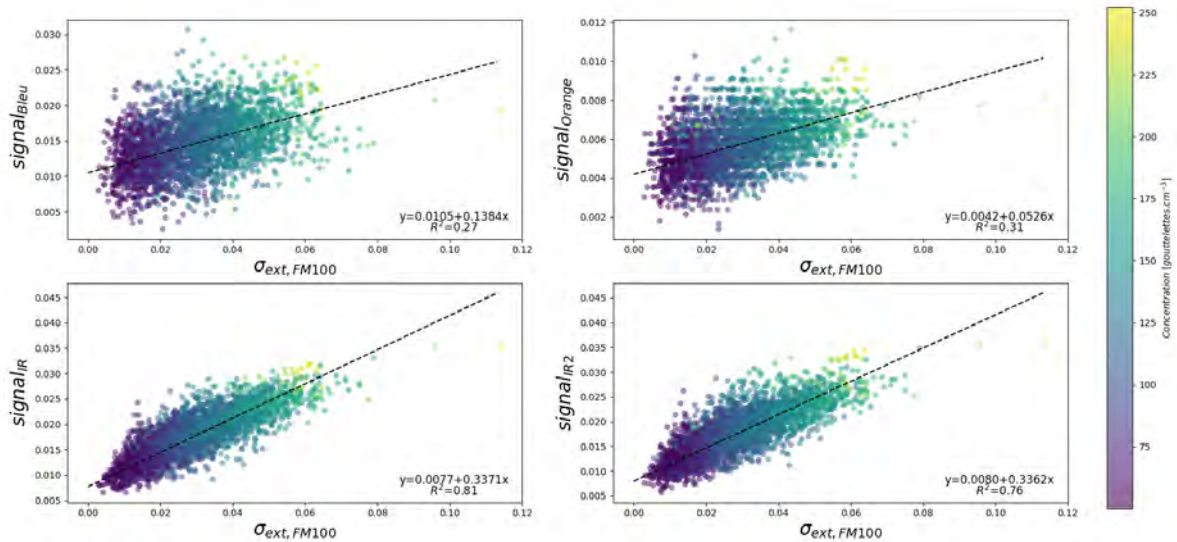 0.030
0.025
0.020
0.015
0.010
0.005
signal_Bleu
0.00 0.02 0.04 0.06 0.08 0.10 0.12
σ_ext, FM100
y=0.0105+0.1384x
R²=0.27
0.012
0.010
0.008
0.006
0.004
0.002
signal_Orange
0.00 0.02 0.04 0.06 0.08 0.10 0.12
σ_ext, FM100
y=0.0042+0.0526x
R²=0.31
0.045
0.040
0.035
0.030
0.025
0.020
0.015
0.010
0.005
signal_IR
0.00 0.02 0.04 0.06 0.08 0.10 0.12
σ_ext, FM100
y=0.0077+0.3371x
R²=0.81
0.045
0.040
0.035
0.030
0.025
0.020
0.015
0.010
0.005
signal_IR2
0.00 0.02 0.04 0.06 0.08 0.10 0.12
σ_ext, FM100
y=0.0080+0.3362x
R²=0.76
250
225
200
175
150
125
100
75
Concentration [gouttelettes.cm⁻³]